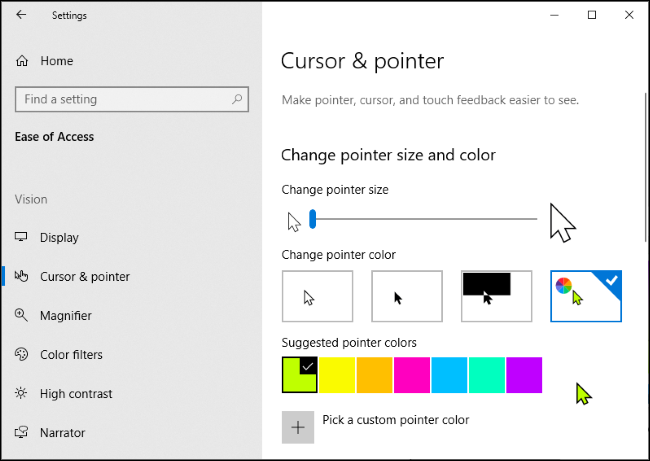 Settings
Home
Find a setting
Ease of Access
Vision
Display
Cursor & pointer
Magnifier
Color filters
High contrast
Narrator
Cursor & pointer
Make pointer, cursor, and touch feedback easier to see.
Change pointer size and color
Change pointer size
Change pointer color
Suggested pointer colors
Pick a custom pointer color